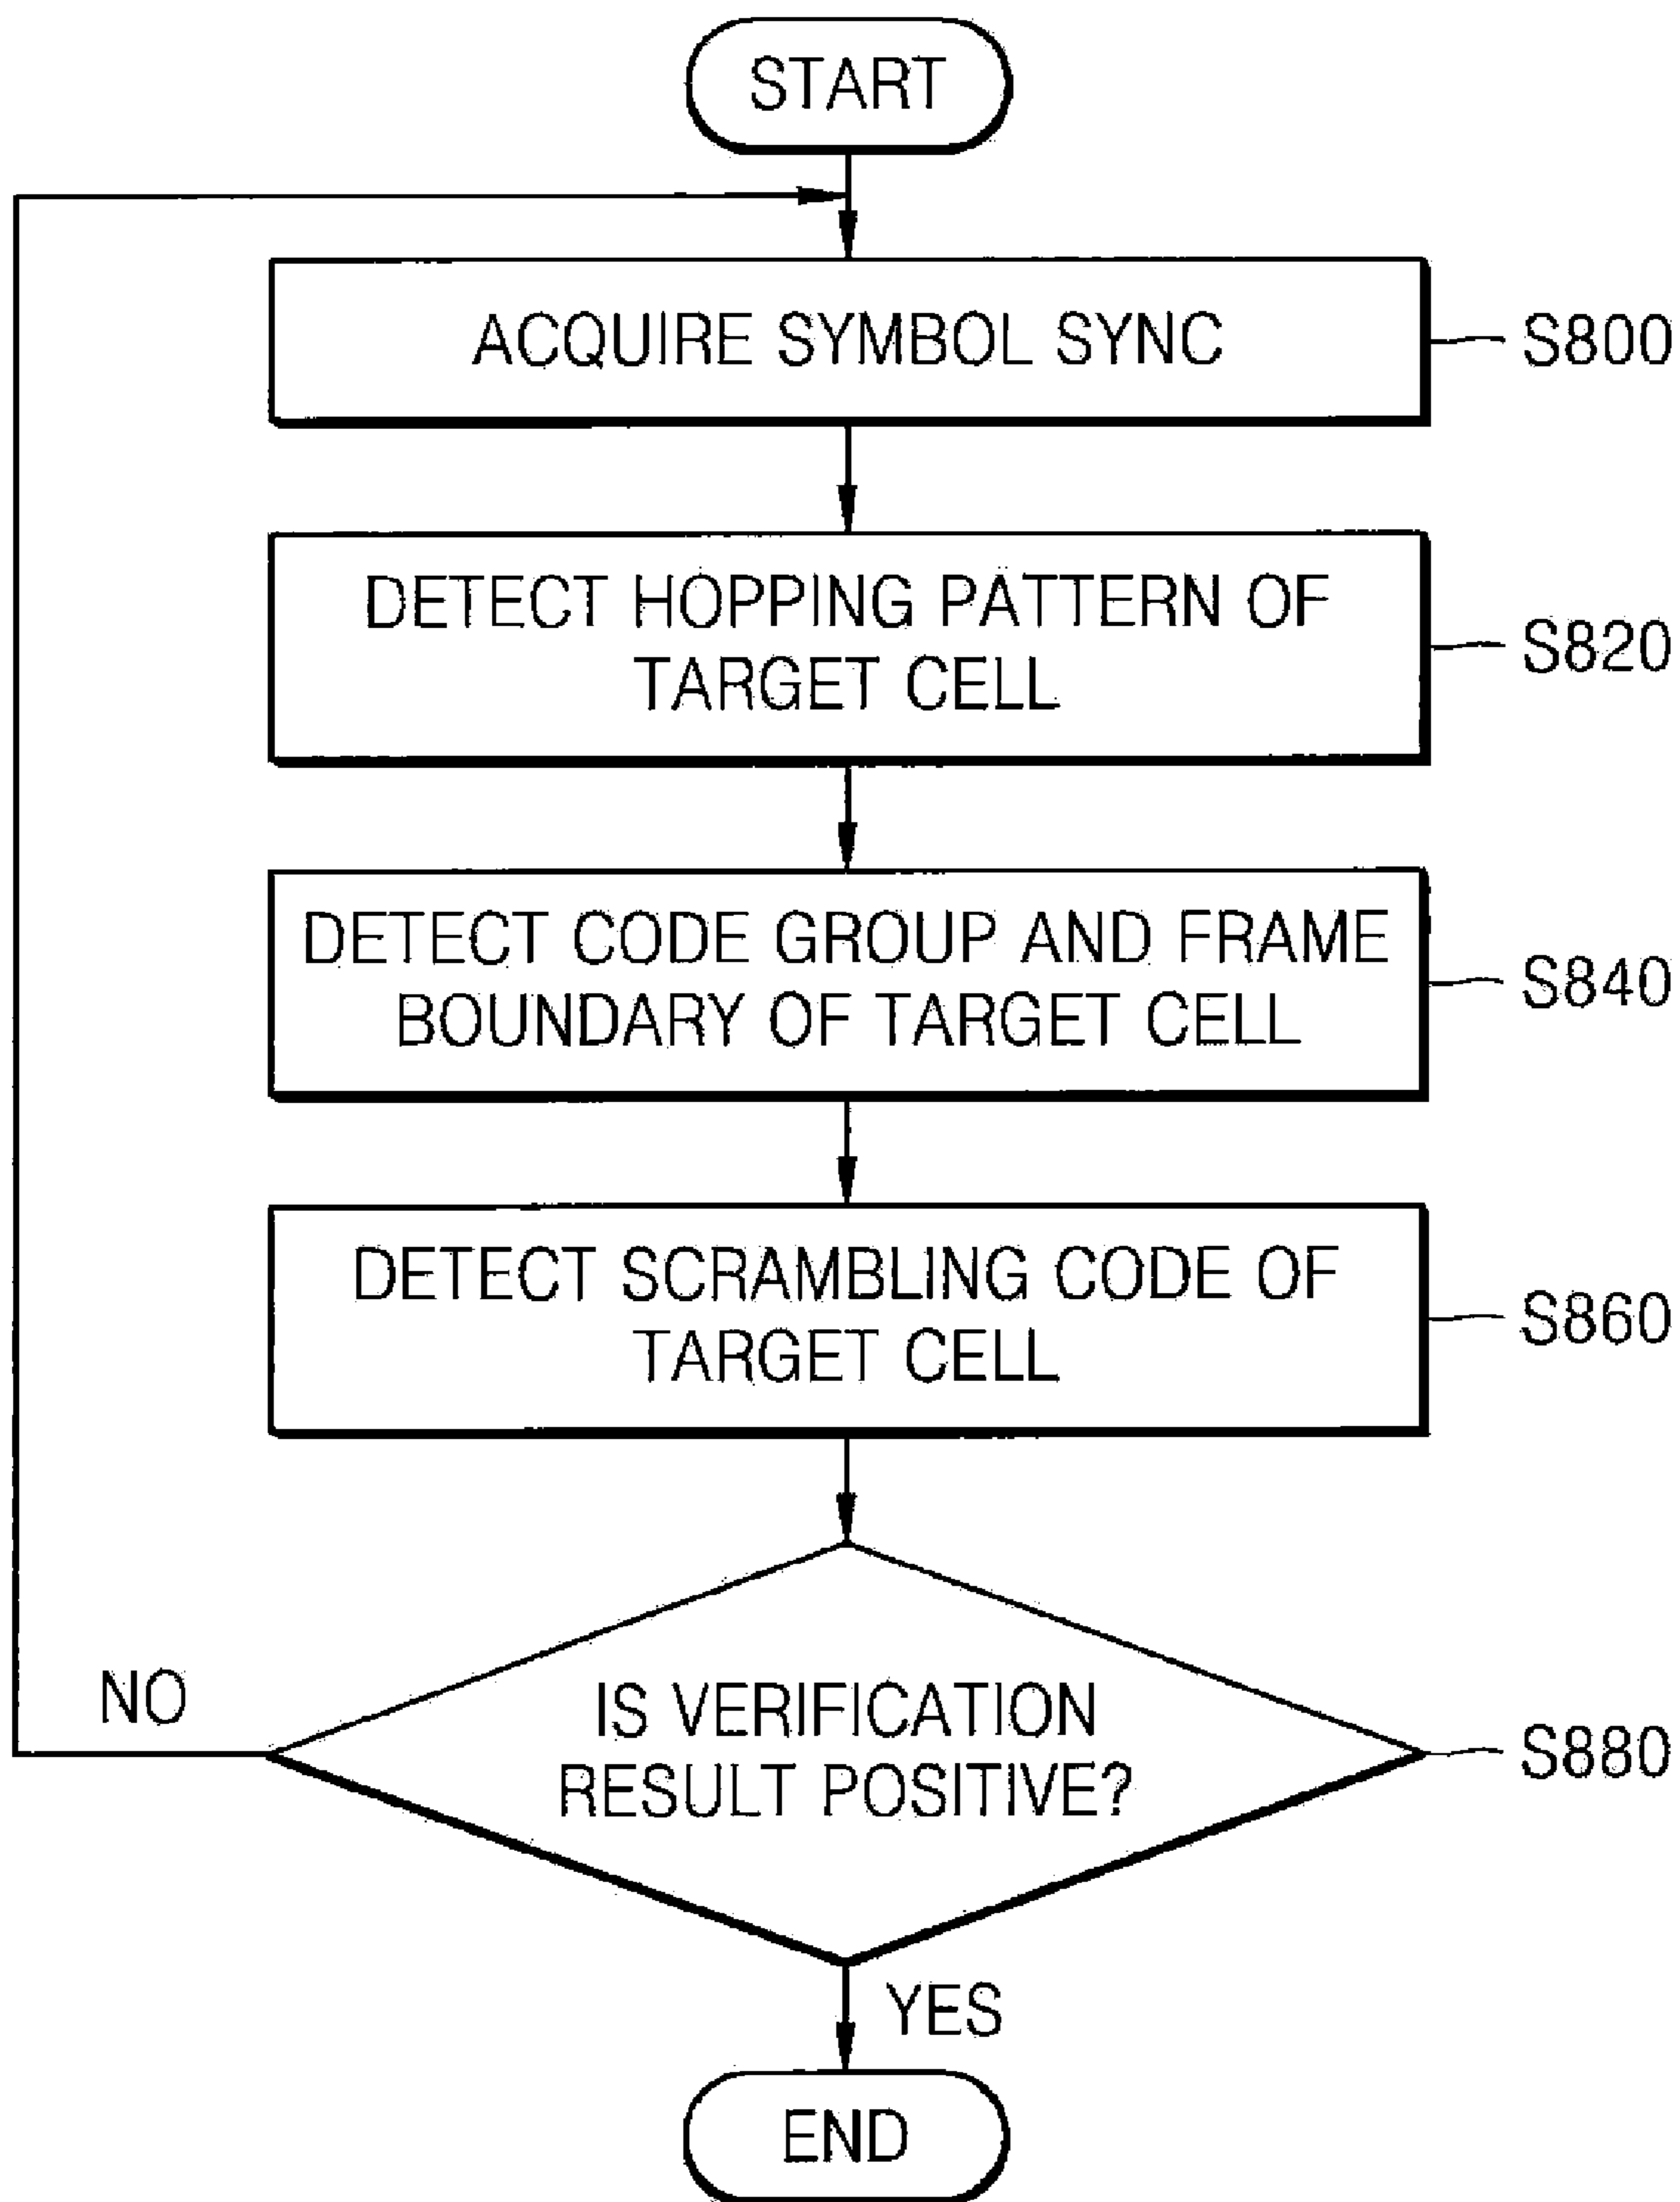 START
ACQUIRE SYMBOL SYNC
S800
DETECT HOPPING PATTERN OF
TARGET CELL
S820
DETECT CODE GROUP AND FRAME
BOUNDARY OF TARGET CELL
S840
DETECT SCRAMBLING CODE OF
TARGET CELL
S860
NO
IS VERIFICATION
RESULT POSITIVE?
S880
YES
END